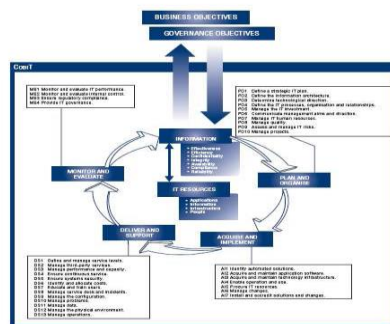 BUSINESS OBJECTIVES
GOVERNANCE OBJECTIVES
COBIT
ME1 Monitor and evaluate IT performance.
ME2 Monitor and evaluate internal control.
ME3 Ensure regulatory compliance.
ME4 Provide IT governance.
PO1 Define a strategic IT plan.
PO2 Define the information architecture.
PO3 Determine technological direction.
PO4 Define the IT processes, organisation and relationships.
PO5 Manage the IT investment.
PO6 Communicate management aims and direction.
PO7 Manage IT human resources.
PO8 Manage quality.
PO9 Assess and manage IT risks.
PO10 Manage projects.
INFORMATION
• Effectiveness
• Efficiency
• Confidentiality
• Integrity
• Availability
• Compliance
• Reliability
MONITOR AND
EVALUATE
PLAN AND
ORGANISE
IT RESOURCES
• Applications
• Information
• Infrastructure
• People
DELIVER AND
SUPPORT
ACQUIRE AND
IMPLEMENT
DS1 Define and manage service levels.
DS2 Manage third-party services.
DS3 Manage performance and capacity.
DS4 Ensure continuous service.
DS5 Ensure systems security.
DS6 Identify and allocate costs.
DS7 Educate and train users.
DS8 Manage service desk and incidents.
DS9 Manage the configuration.
DS10 Manage problems.
DS11 Manage data.
DS12 Manage the physical environment.
DS13 Manage operations.
AI1 Identify automated solutions.
AI2 Acquire and maintain application software.
AI3 Acquire and maintain technology infrastructure.
AI4 Enable operation and use.
AI5 Procure IT resources.
AI6 Manage changes.
AI7 Install and accredit solutions and changes.